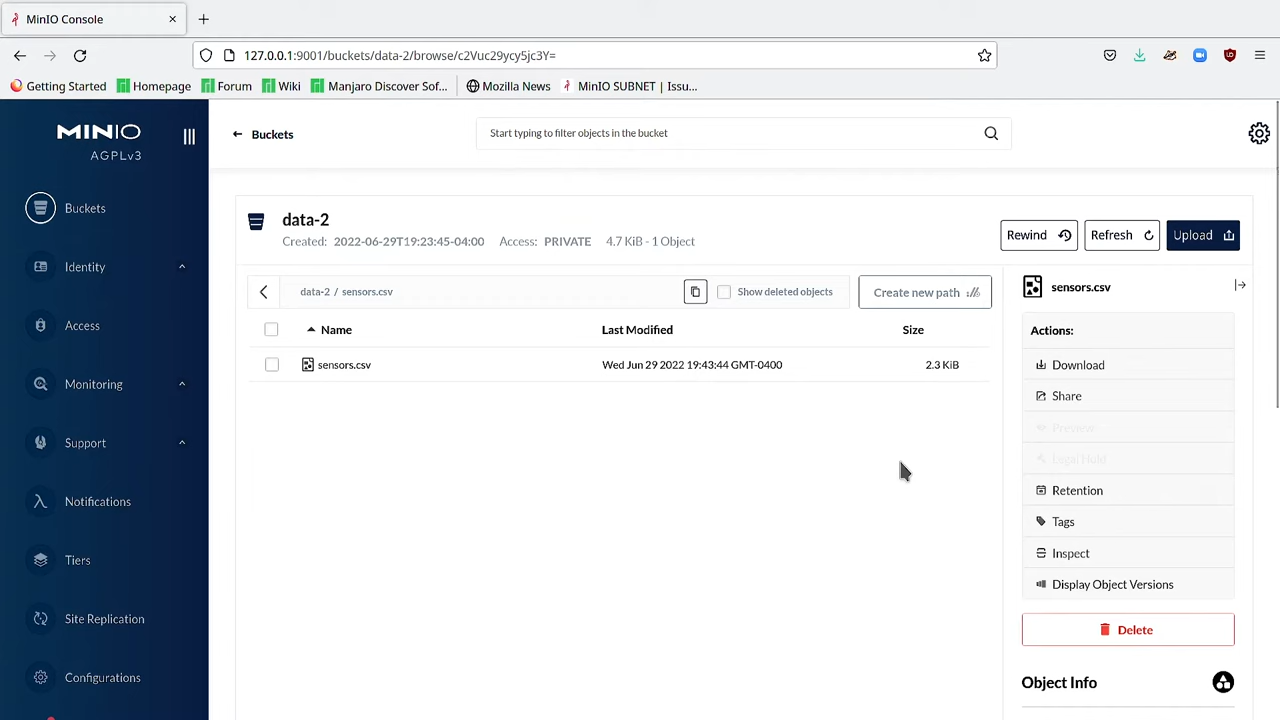 MinIO Console
127.0.0.1:9001/buckets/data-2/browse/c2Vuc29ycy5jc3Y=
Getting Started Homepage Forum Wiki Manjaro Discover Sof... Mozilla News MinIO SUBNET | Issu...
MINIO
AGPLv3
Buckets
Identity
Access
Monitoring
Support
Notifications
Tiers
Site Replication
Configurations
Buckets
Start typing to filter objects in the bucket
data-2
Created: 2022-06-29T19:23:45-04:00 Access: PRIVATE 4.7 KiB - 1 Object
Rewind Refresh Upload
data-2 / sensors.csv
Show deleted objects
Create new path
Name Last Modified Size
sensors.csv Wed Jun 29 2022 19:43:44 GMT-0400 2.3 KiB
sensors.csv
Actions:
Download
Share
Preview
Legal Hold
Retention
Tags
Inspect
Display Object Versions
Delete
Object Info